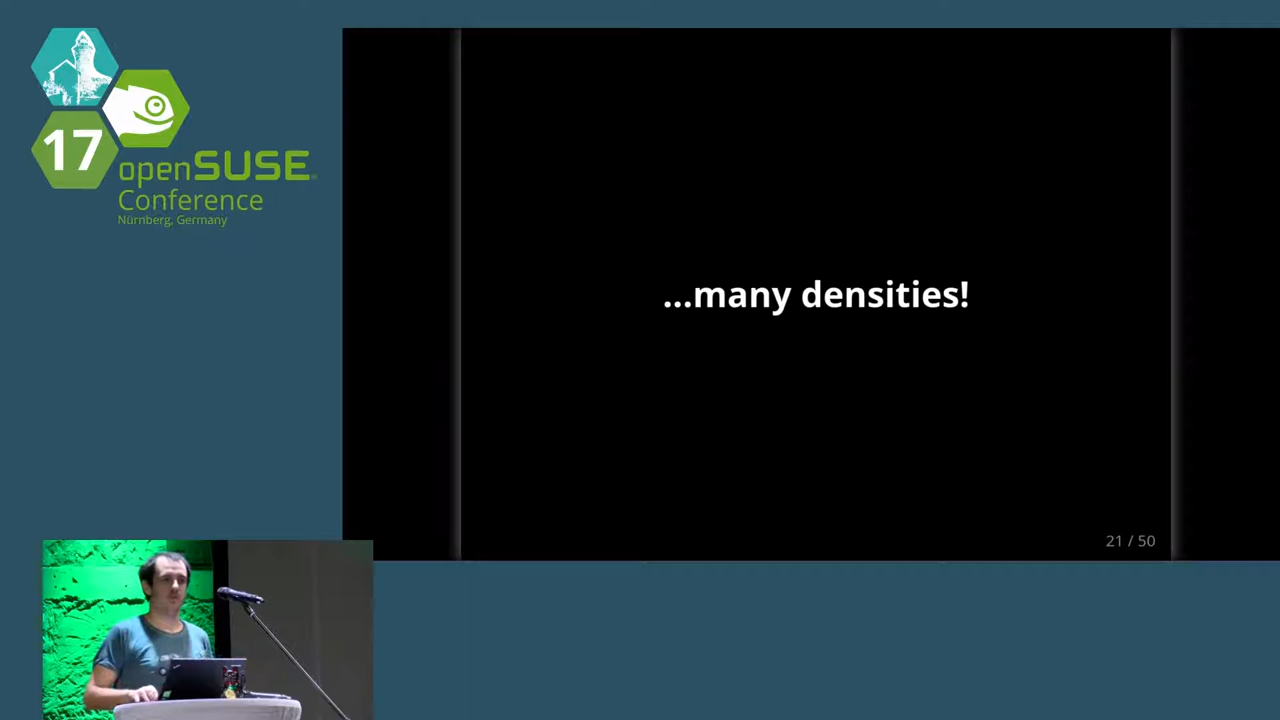 17
openSUSE
Conference
Nürnberg, Germany
...many densities!
21 / 50